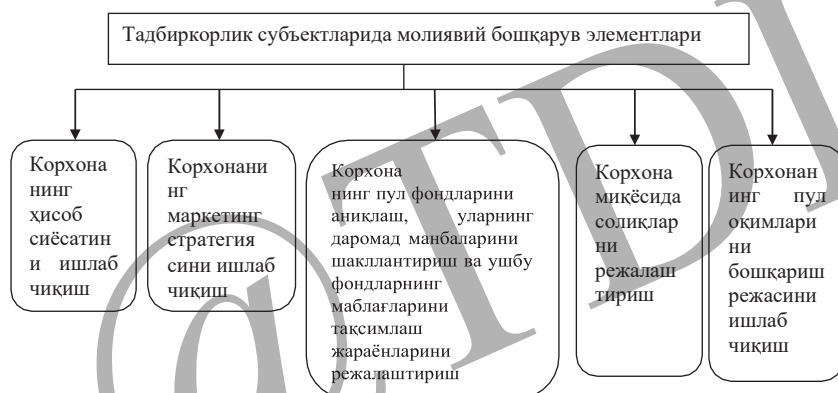 Тадбиркорлик субъектларида молиявий бошқарув элементлари
Корхона
нинг
ҳисоб
сиёсатин
и ишлаб
чиқиш
Корхонани
нг
маркетинг
стратегия
сини ишлаб
чиқиш
Корхона
нинг пул фондларини
аниқлаш, уларнинг
даромад манбаларини
шакллантириш ва ушбу
фондларнинг
маблағларини
тақсимлаш
жараёнларини
режалаштириш
Корхона
миқёсида
солиқлар
ни
режалаш
тириш
Корхонан
инг пул
оқимлари
ни
бошқариш
режасини
ишлаб
чиқиш